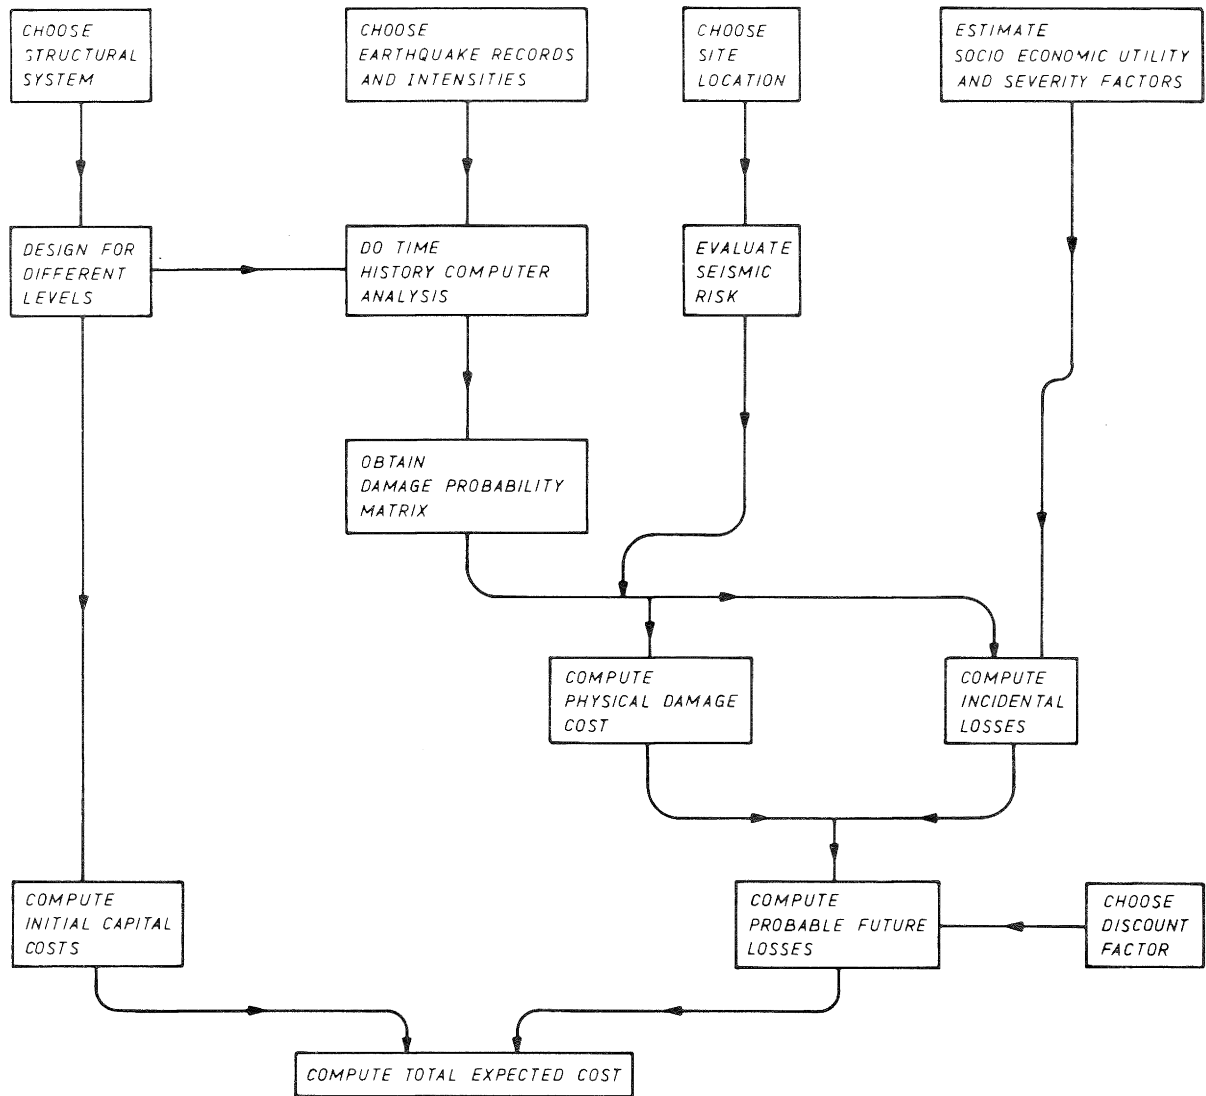 CHOOSE
STRUCTURAL
SYSTEM
CHOOSE
EARTHQUAKE RECORDS
AND INTENSITIES
CHOOSE
SITE
LOCATION
ESTIMATE
SOCIO ECONOMIC UTILITY
AND SEVERITY FACTORS
DESIGN FOR
DIFFERENT
LEVELS
DO TIME
HISTORY COMPUTER
ANALYSIS
EVALUATE
SEISMIC
RISK
OBTAIN
DAMAGE PROBABILITY
MATRIX
COMPUTE
PHYSICAL DAMAGE
COST
COMPUTE
INCIDENTAL
LOSSES
COMPUTE
INITIAL CAPITAL
COSTS
COMPUTE
PROBABLE FUTURE
LOSSES
CHOOSE
DISCOUNT
FACTOR
COMPUTE TOTAL EXPECTED COST